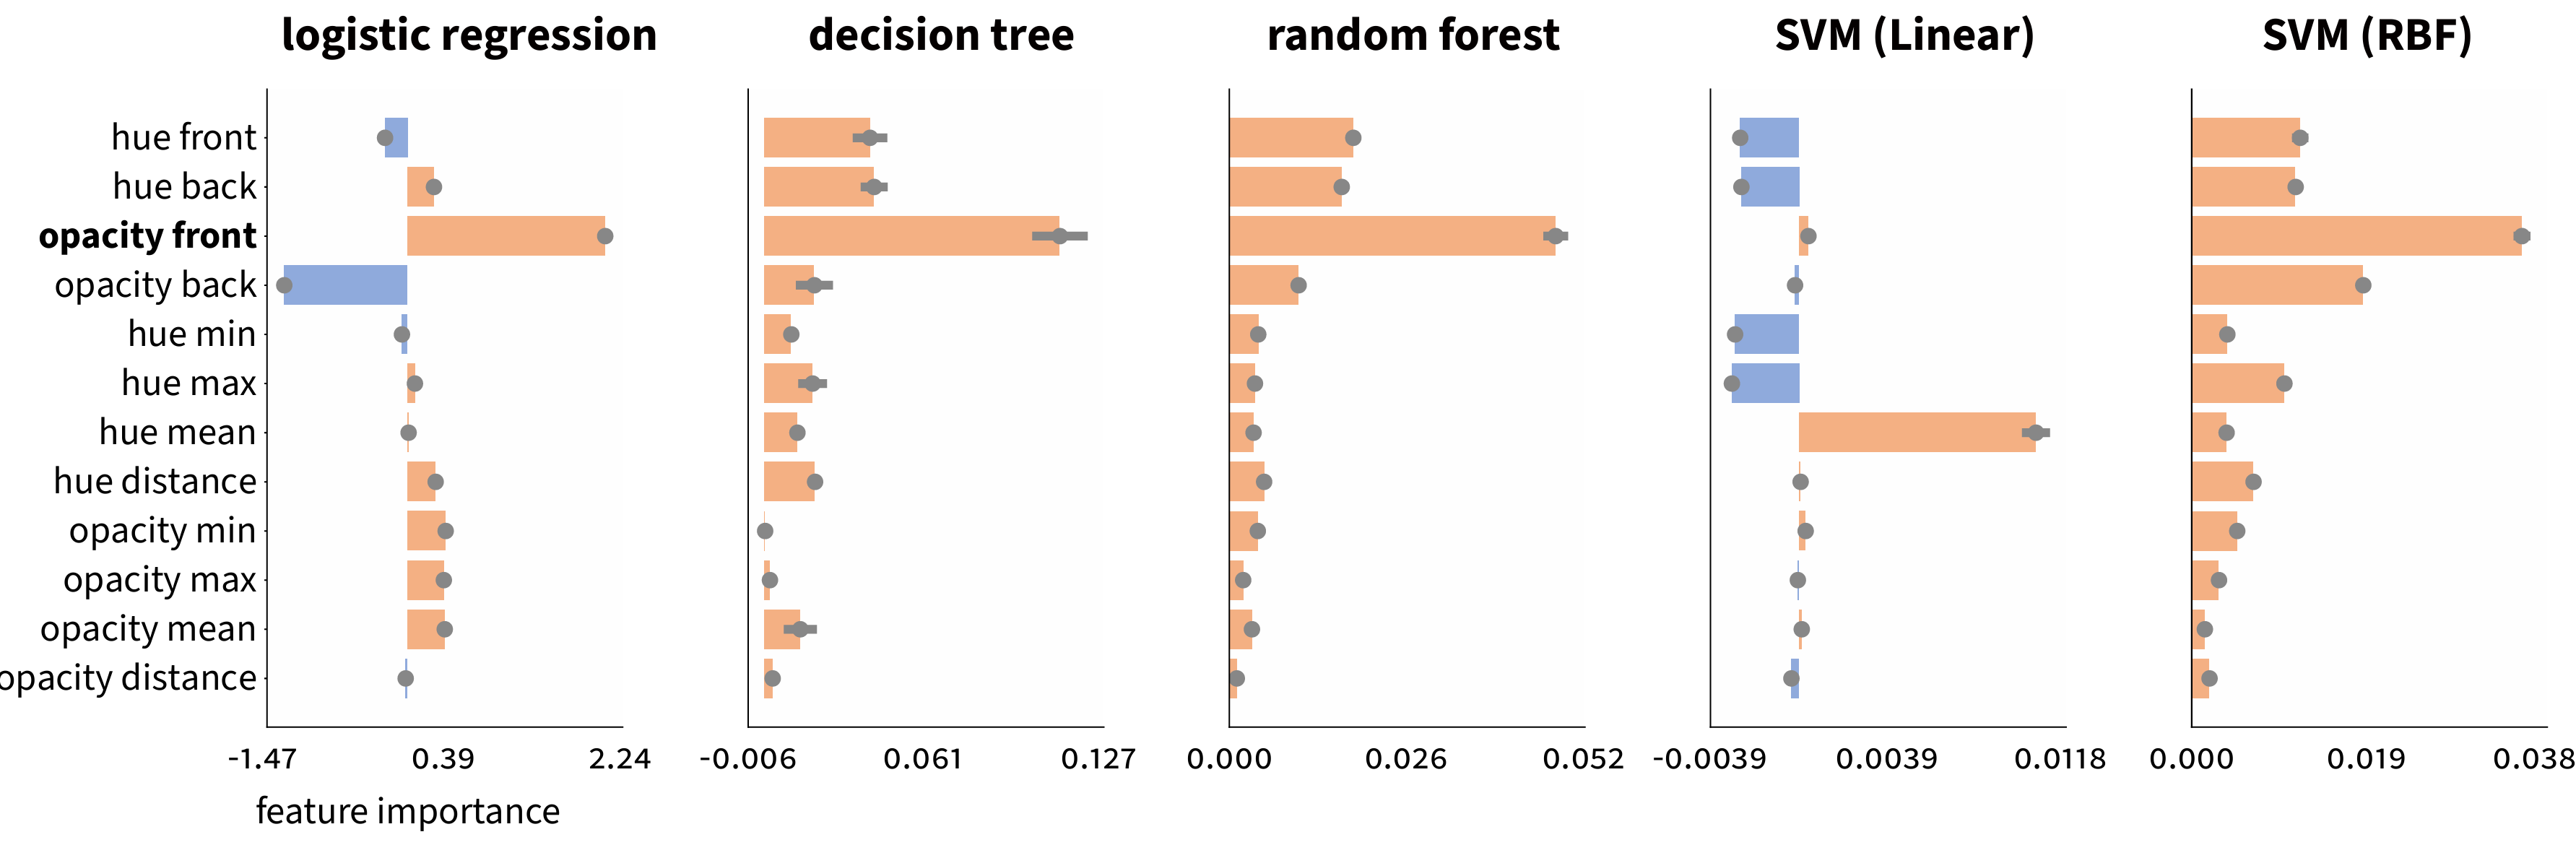 logistic regression
decision tree
random forest
SVM (Linear)
SVM (RBF)
hue front
hue back
opacity front
opacity back
hue min
hue max
hue mean
hue distance
opacity min
opacity max
opacity mean
opacity distance
-1.47 0.39 2.24
-0.006 0.061 0.127
0.000 0.026 0.052
-0.0039 0.0039 0.0118
0.000 0.019 0.038
feature importance